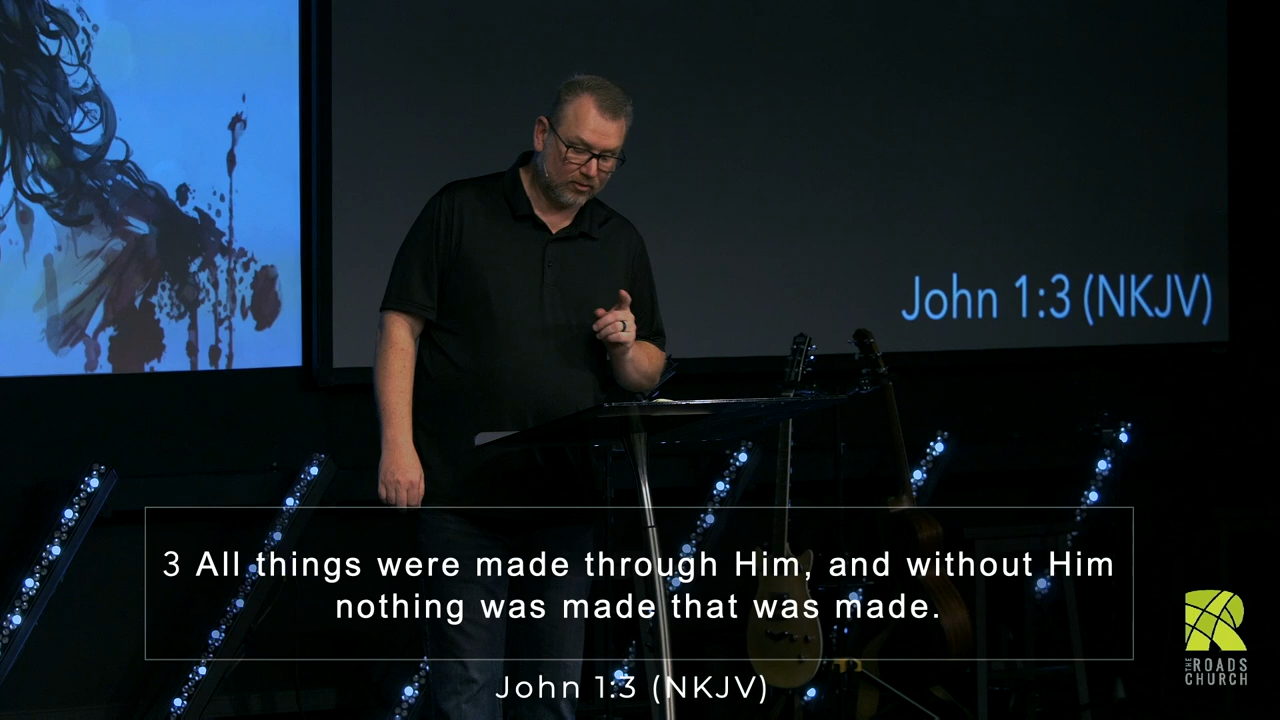 John 1:3 (NKJV)
3 All things were made through Him, and without Him
nothing was made that was made.
John 1:3 (NKJV)
THE ROADS
CHURCH